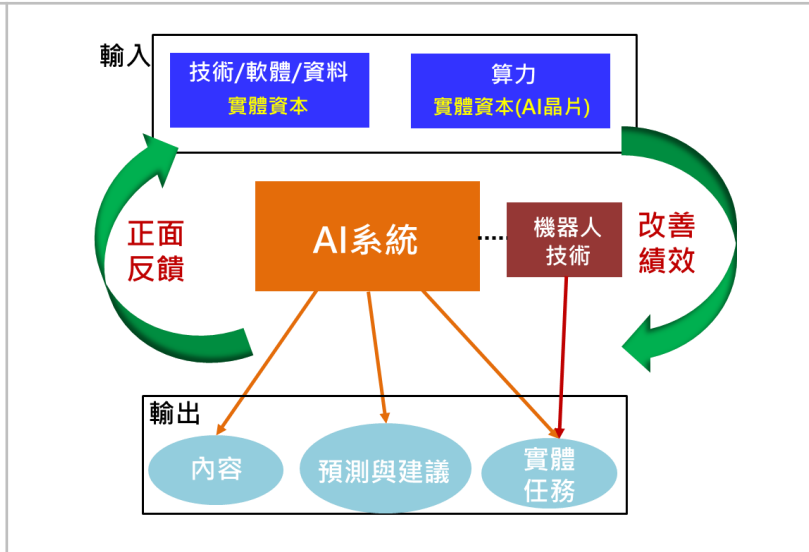 輸入
技術/軟體/資料
實體資本
算力
實體資本(AI晶片)
正面
反饋
AI系統
機器人
技術
改善
績效
輸出
內容
預測與建議
實體
任務